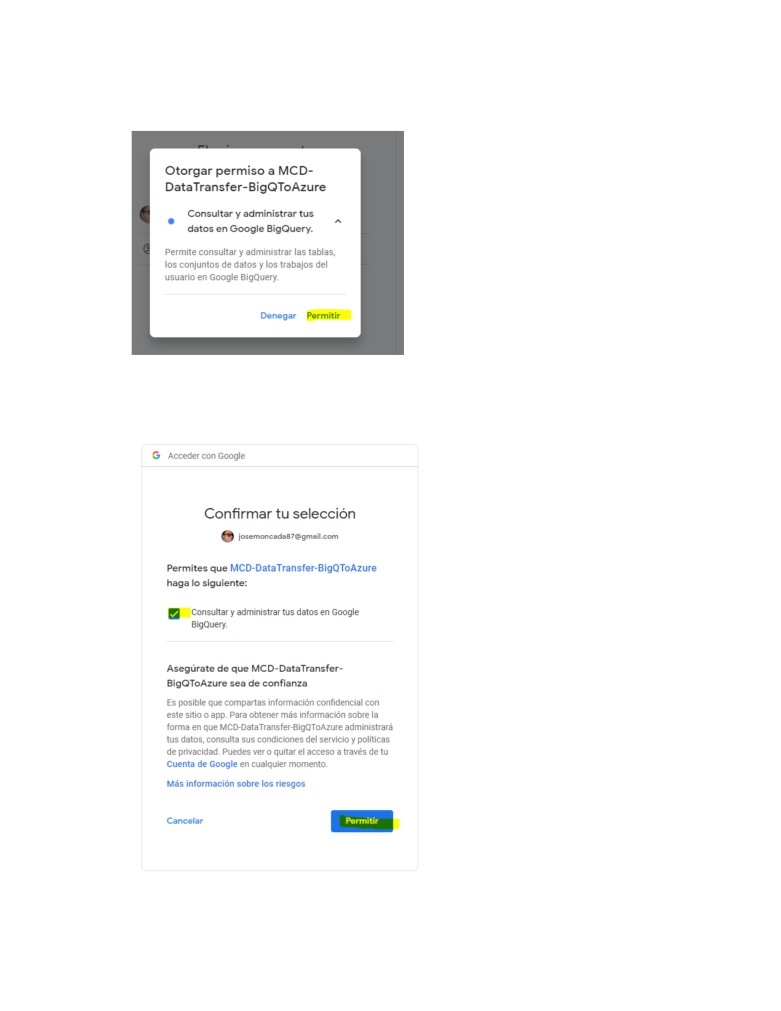 Otorgar permiso a MCD-
DataTransfer-BigQToAzure
Consultar y administrar tus
datos en Google BigQuery.
Permite consultar y administrar las tablas,
los conjuntos de datos y los trabajos del
usuario en Google BigQuery.
Denegar Permitir
Acceder con Google
Confirmar tu selección
josemoncada87@gmail.com
Permites que MCD-DataTransfer-BigQToAzure
haga lo siguiente:
Consultar y administrar tus datos en Google
BigQuery.
Asegúrate de que MCD-DataTransfer-
BigQToAzure sea de confianza
Es posible que compartas información confidencial con
este sitio o app. Para obtener más información sobre la
forma en que MCD-DataTransfer-BigQToAzure administrará
tus datos, consulta sus condiciones del servicio y políticas
de privacidad. Puedes ver o quitar el acceso a través de tu
Cuenta de Google en cualquier momento.
Más información sobre los riesgos
Cancelar Permitir